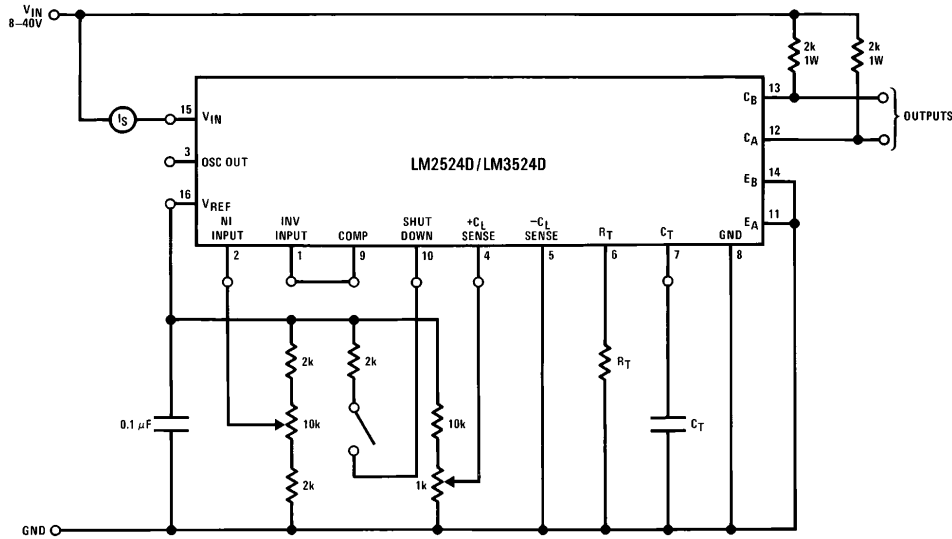 VIN
8–40V
IS
15
VIN
3
OSC OUT
16
VREF
LM2524D/LM3524D
2k
1W
2k
1W
CB
13
CA
12
OUTPUTS
EB
14
EA
11
NI
INPUT
2
INV
INPUT
1
COMP
9
SHUT
DOWN
10
+CL
SENSE
4
−CL
SENSE
5
RT
6
CT
7
GND
8
2k
2k
RT
0.1 μF
10k
10k
CT
2k
1k
GND